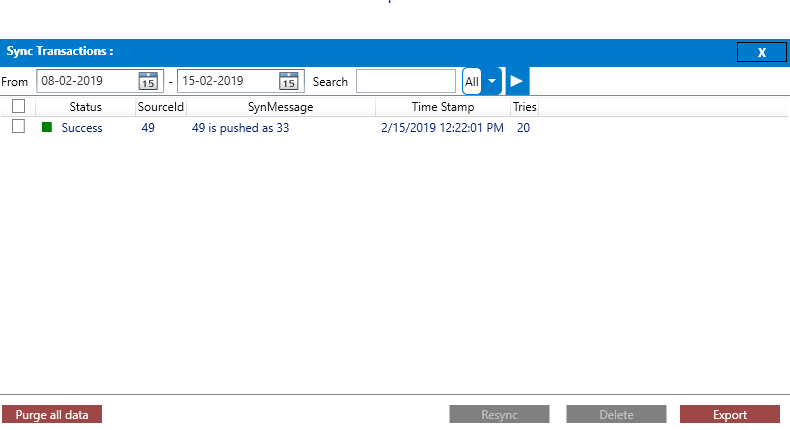 Sync Transactions :
X
From 08-02-2019 15 - 15-02-2019 15 Search All
Status SourceId SynMessage Time Stamp Tries
Success 49 49 is pushed as 33 2/15/2019 12:22:01 PM 20
Purge all data Resync Delete Export